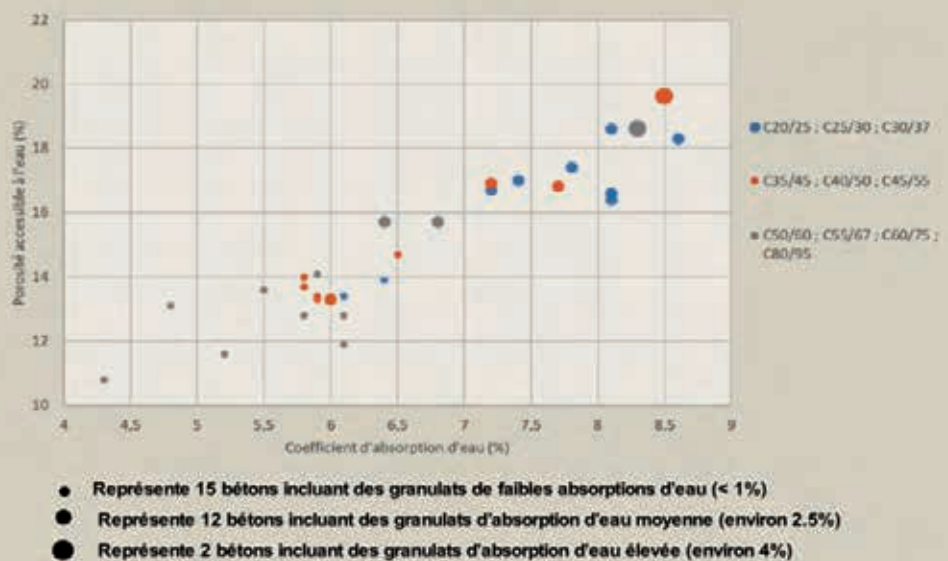 22
20
18
16
14
12
10
Porosité accessible à l'eau (%)
4
4,5
5
5,5
6
6,5
7
7,5
8
8,5
9
Coefficient d'absorption d'eau (%)
C20/25 ; C25/30 ; C30/37
C35/45 ; C40/50 ; C45/55
C50/60 ; C55/67 ; C60/75 ;
C80/95
Représente 15 bétons incluant des granulats de faibles absorptions d'eau (< 1%)
Représente 12 bétons incluant des granulats d'absorption d'eau moyenne (environ 2.5%)
Représente 2 bétons incluant des granulats d'absorption d'eau élevée (environ 4%)